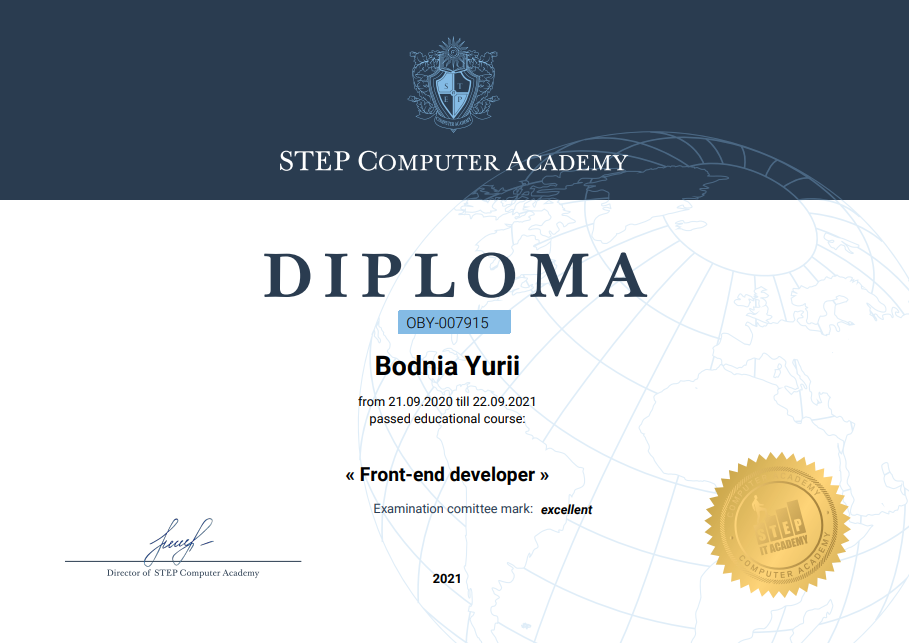 S T
E P
COMPUTER ACADEMY
STEP COMPUTER ACADEMY
DIPLOMA
OBY-007915
Bodnia Yurii
from 21.09.2020 till 22.09.2021
passed educational course:
« Front-end developer »
Examination comittee mark: excellent
COMPUTER ACADEMY
STEP
IT ACADEMY
COMPUTER ACADEMY
Director of STEP Computer Academy
2021